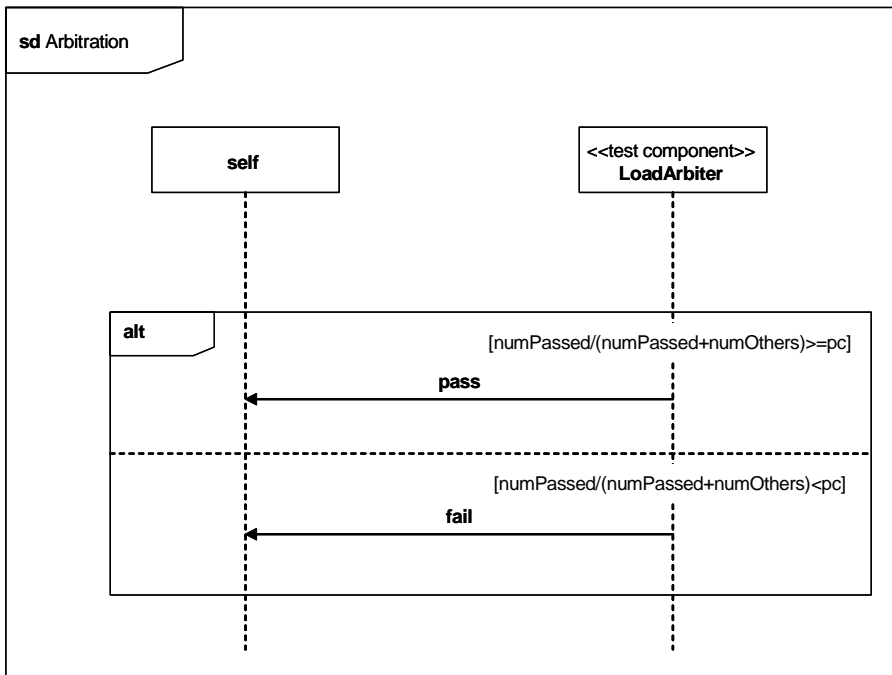 sd Arbitration
self
<<test component>>
LoadArbiter
alt
[numPassed/(numPassed+numOthers)>=pc]
pass
[numPassed/(numPassed+numOthers)<pc]
fail